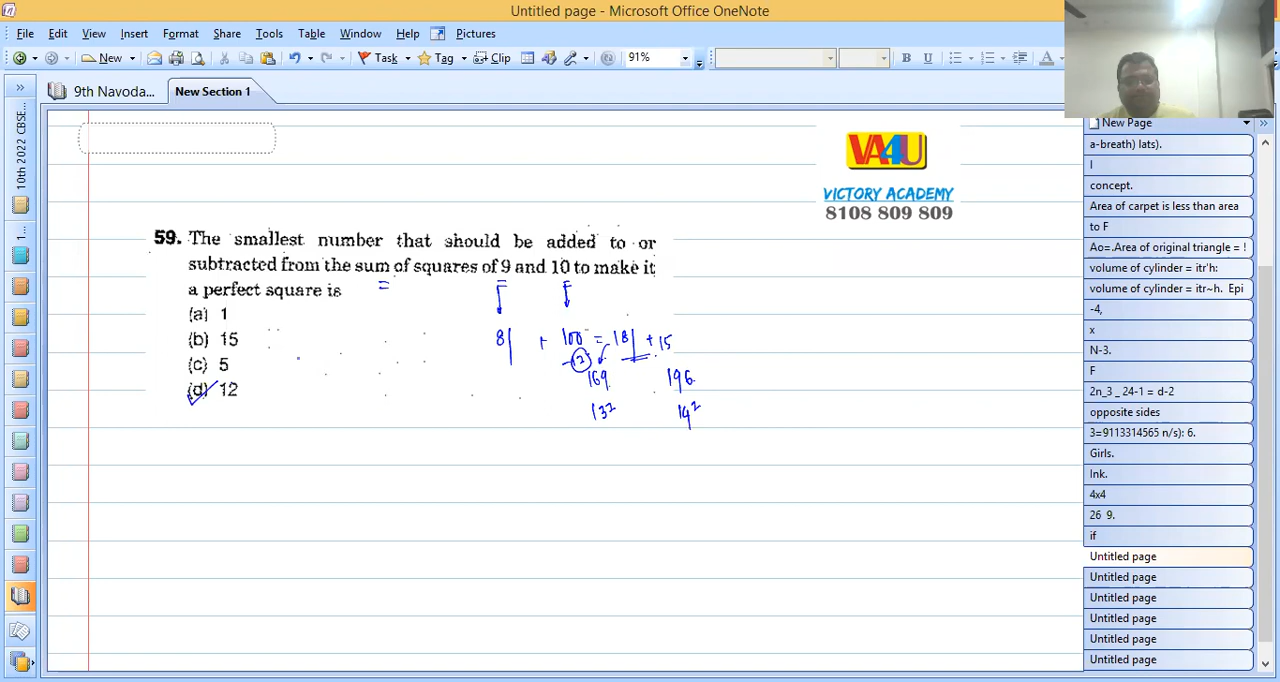 Untitled page - Microsoft Office OneNote
File Edit View Insert Format Share Tools Table Window Help Pictures
New Task Tag Clip 91% B U A
9th Navoda... New Section 1
10th 2022 CBSE...
VA4U
VICTORY ACADEMY
8108 809 809
59. The smallest number that should be added to or
subtracted from the sum of squares of 9 and 10 to make it
a perfect square is
(a) 1
(b) 15
(c) 5
(d) 12
81 + 100 = 181 + 15
-12
169 196
13² 14²
New Page
a-breath) lats).
l
concept.
Area of carpet is less than area
to F
Ao=.Area of original triangle = !
volume of cylinder = itr'h:
volume of cylinder = itr~h. Epi
-4,
x
N-3.
F
2n_3 _ 24-1 = d-2
opposite sides
3=9113314565 n/s): 6.
Girls.
Ink.
4x4
26 9.
if
Untitled page
Untitled page
Untitled page
Untitled page
Untitled page
Untitled page